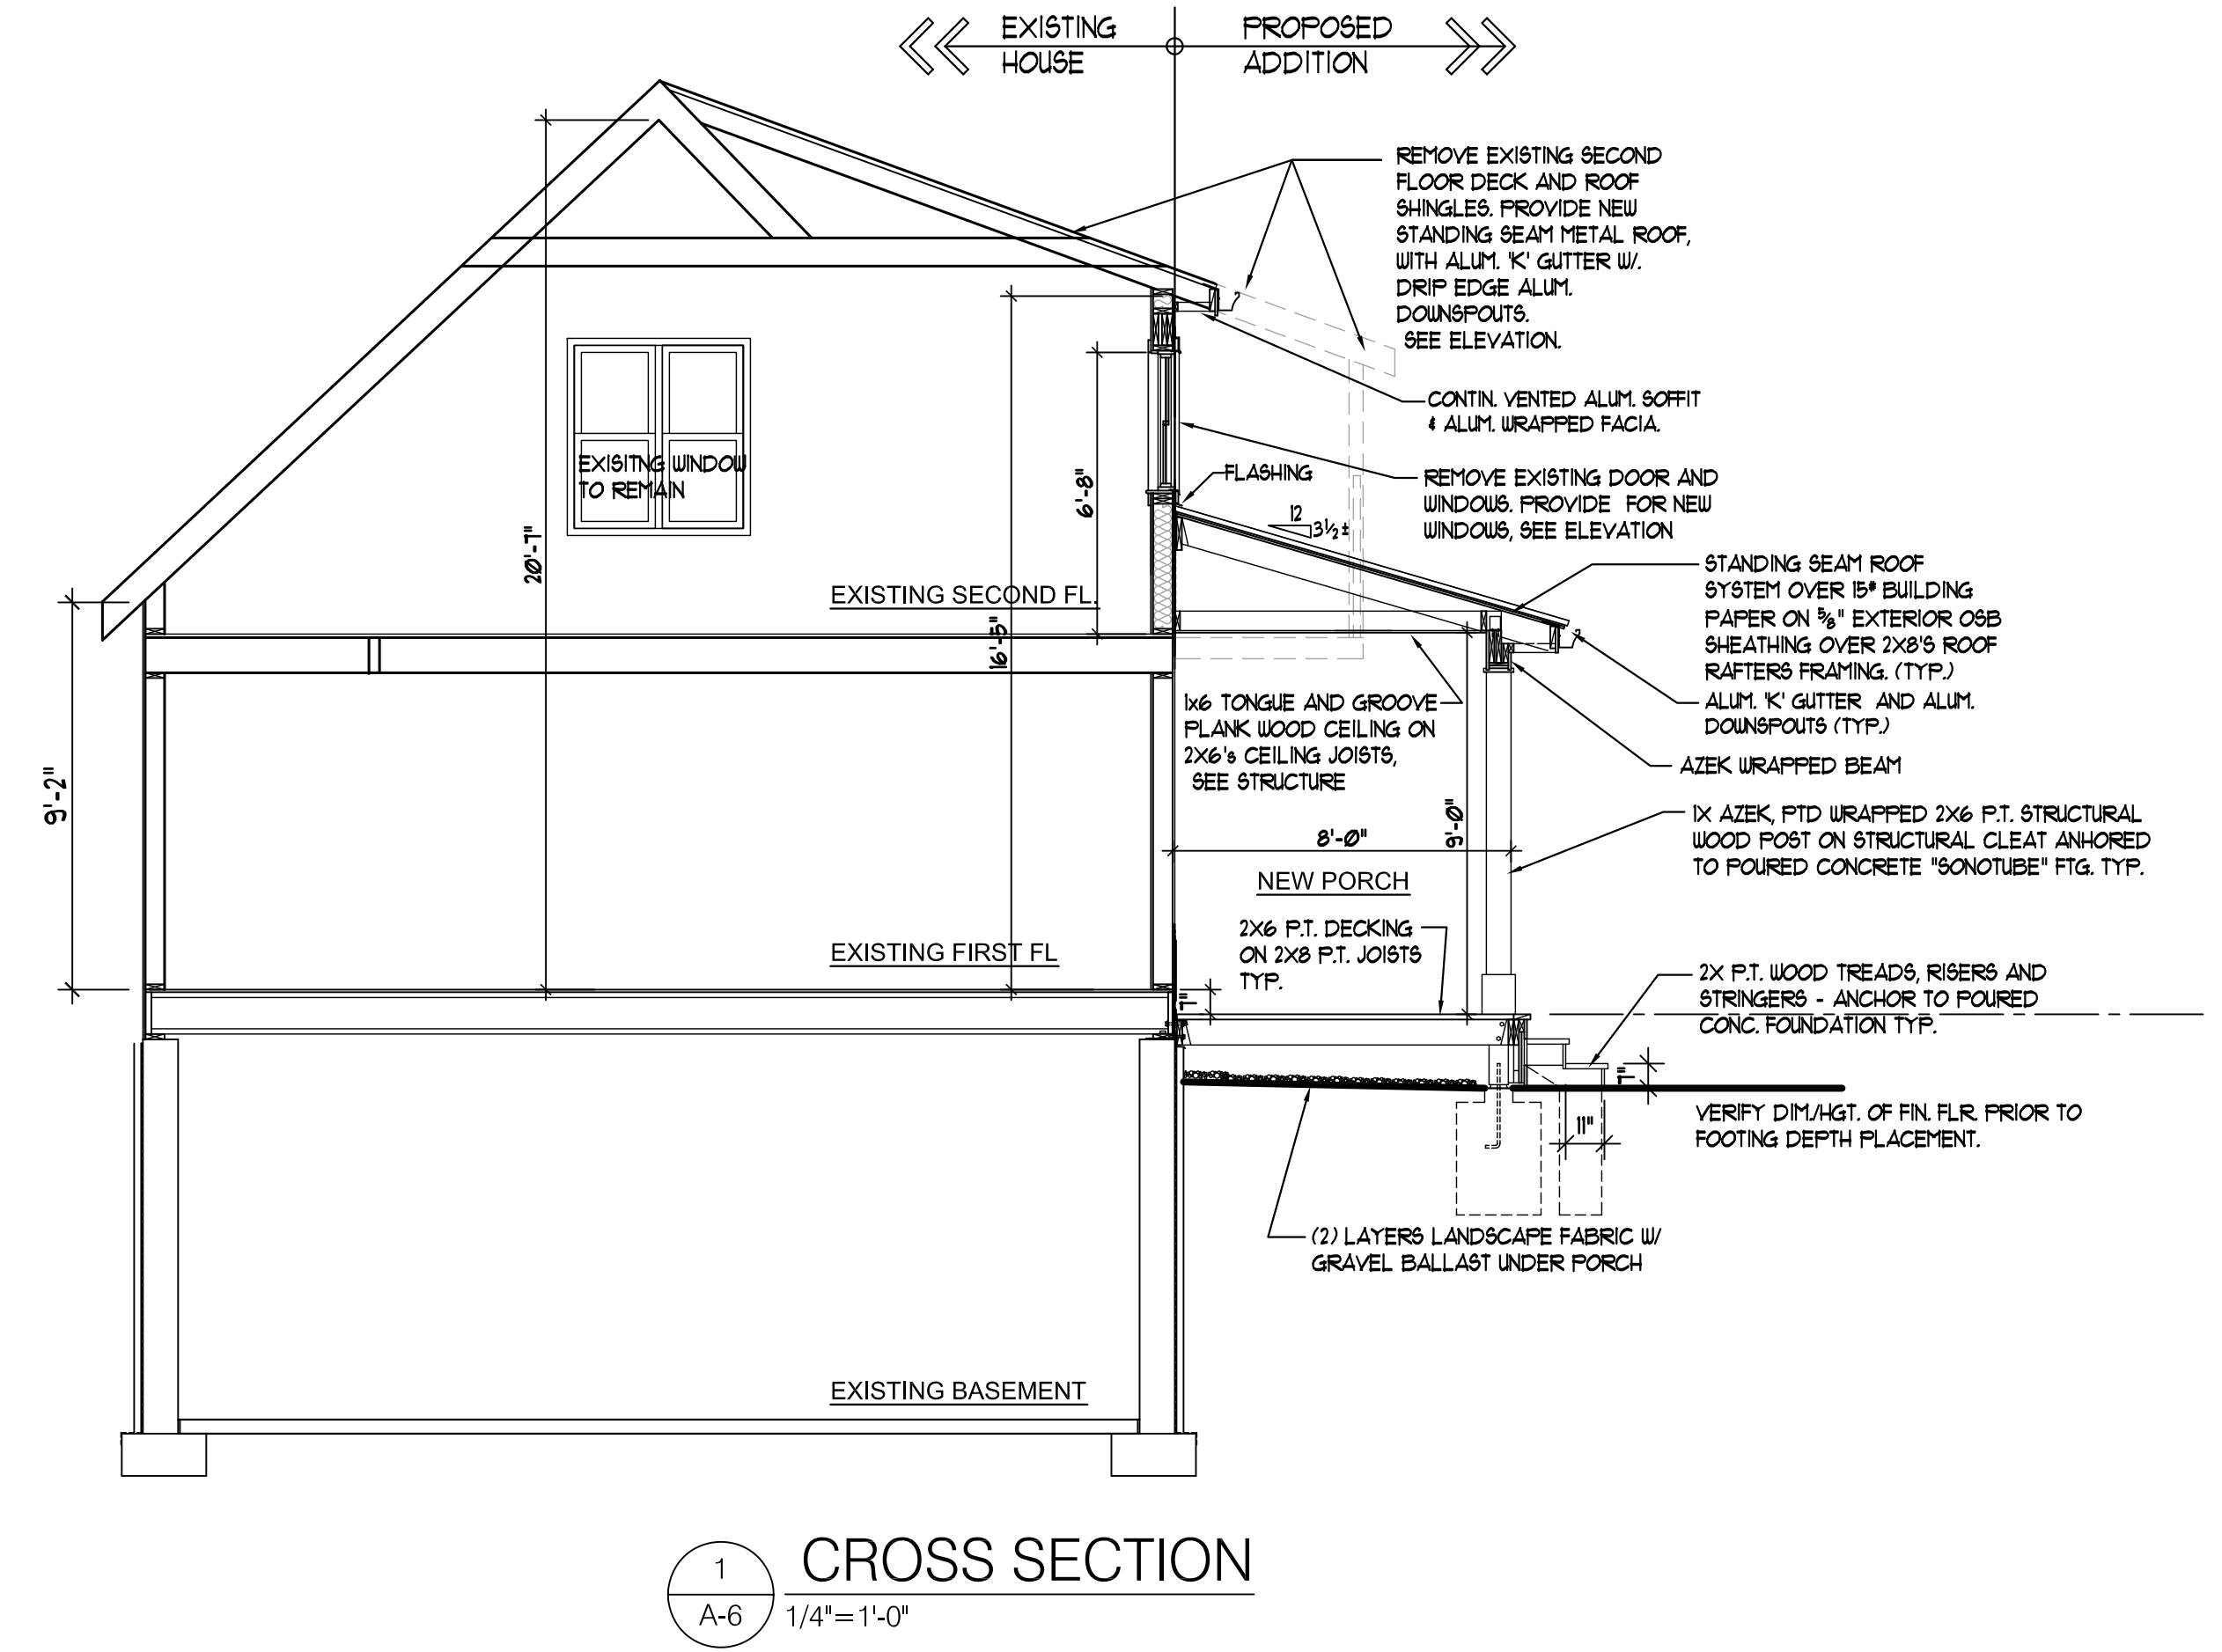 EXISTING
HOUSE
PROPOSED
ADDITION
REMOVE EXISTING SECOND
FLOOR DECK AND ROOF
SHINGLES. PROVIDE NEW
STANDING SEAM METAL ROOF,
WITH ALUM. 'K' GUTTER W/.
DRIP EDGE ALUM.
DOWNSPOUTS.
SEE ELEVATION.
CONTIN. VENTED ALUM. SOFFIT
& ALUM. WRAPPED FACIA.
FLASHING
REMOVE EXISTING DOOR AND
WINDOWS. PROVIDE FOR NEW
WINDOWS, SEE ELEVATION
EXISITNG WINDOW
TO REMAIN
6'-8"
12
3½ ±
20'-7"
STANDING SEAM ROOF
SYSTEM OVER 15# BUILDING
PAPER ON ⅝" EXTERIOR OSB
SHEATHING OVER 2X8'S ROOF
RAFTERS FRAMING. (TYP.)
EXISTING SECOND FL.
16'-5"
1x6 TONGUE AND GROOVE
PLANK WOOD CEILING ON
2X6's CEILING JOISTS,
SEE STRUCTURE
ALUM. 'K' GUTTER AND ALUM.
DOWNSPOUTS (TYP.)
AZEK WRAPPED BEAM
9'-2"
8'-0"
9'-0"
1X AZEK, PTD WRAPPED 2X6 P.T. STRUCTURAL
WOOD POST ON STRUCTURAL CLEAT ANHORED
TO POURED CONCRETE "SONOTUBE" FTG. TYP.
NEW PORCH
2X6 P.T. DECKING
ON 2X8 P.T. JOISTS
TYP.
EXISTING FIRST FL
7"
2X P.T. WOOD TREADS, RISERS AND
STRINGERS - ANCHOR TO POURED
CONC. FOUNDATION TYP.
7"
11"
VERIFY DIM./HGT. OF FIN. FLR. PRIOR TO
FOOTING DEPTH PLACEMENT.
(2) LAYERS LANDSCAPE FABRIC W/
GRAVEL BALLAST UNDER PORCH
EXISTING BASEMENT
1
A-6
CROSS SECTION
1/4"=1'-0"